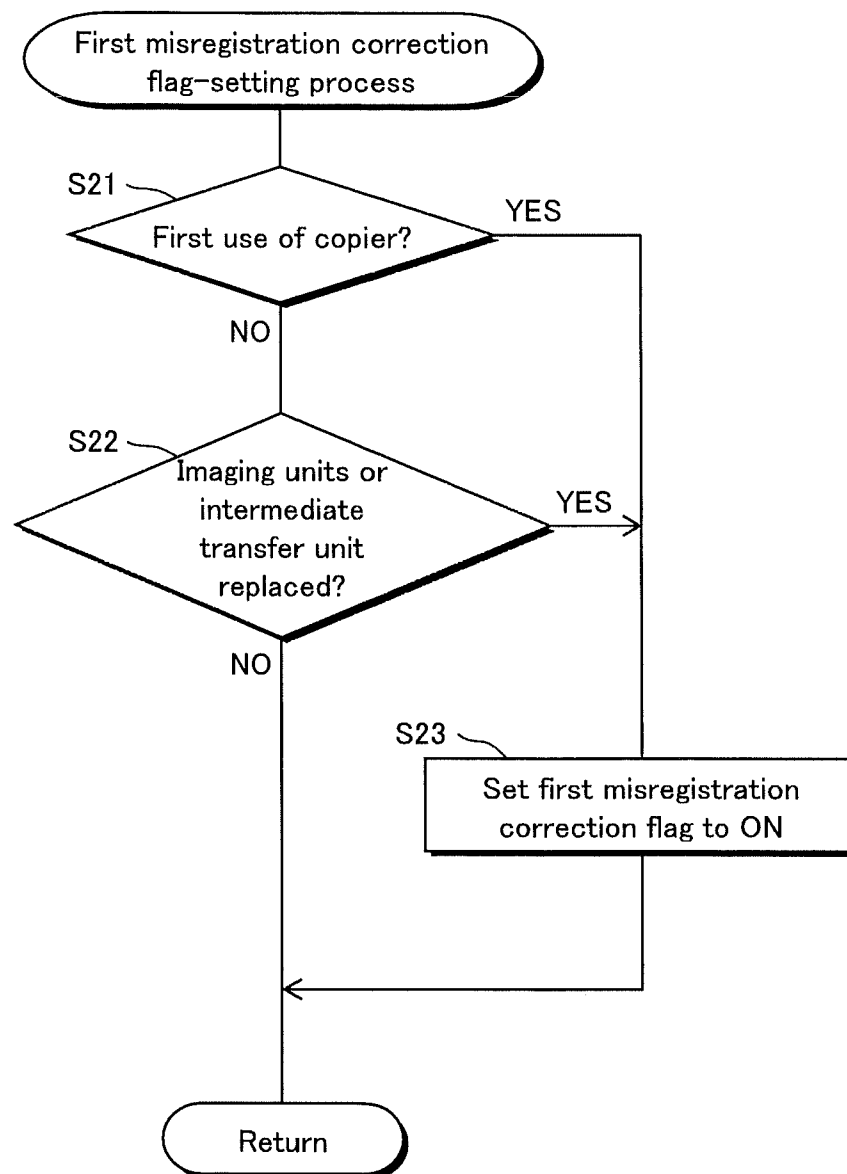 First misregistration correction
flag-setting process
S21
First use of copier?
YES
NO
S22
Imaging units or
intermediate
transfer unit
replaced?
YES
NO
S23
Set first misregistration
correction flag to ON
Return